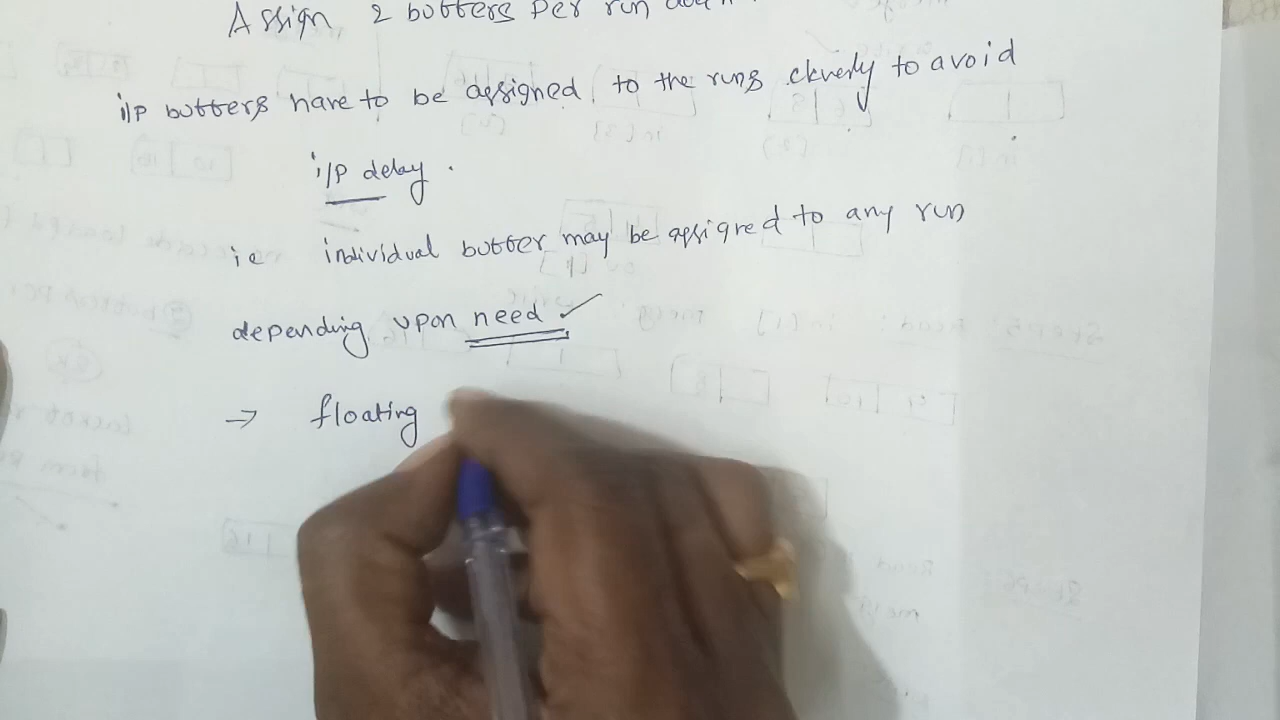 Assign 2 buffers per run
i/p buffers have to be assigned to the runs cleverly to avoid
i/p delay.
ie individual buffer may be assigned to any run
depending upon need ✓
→ floating